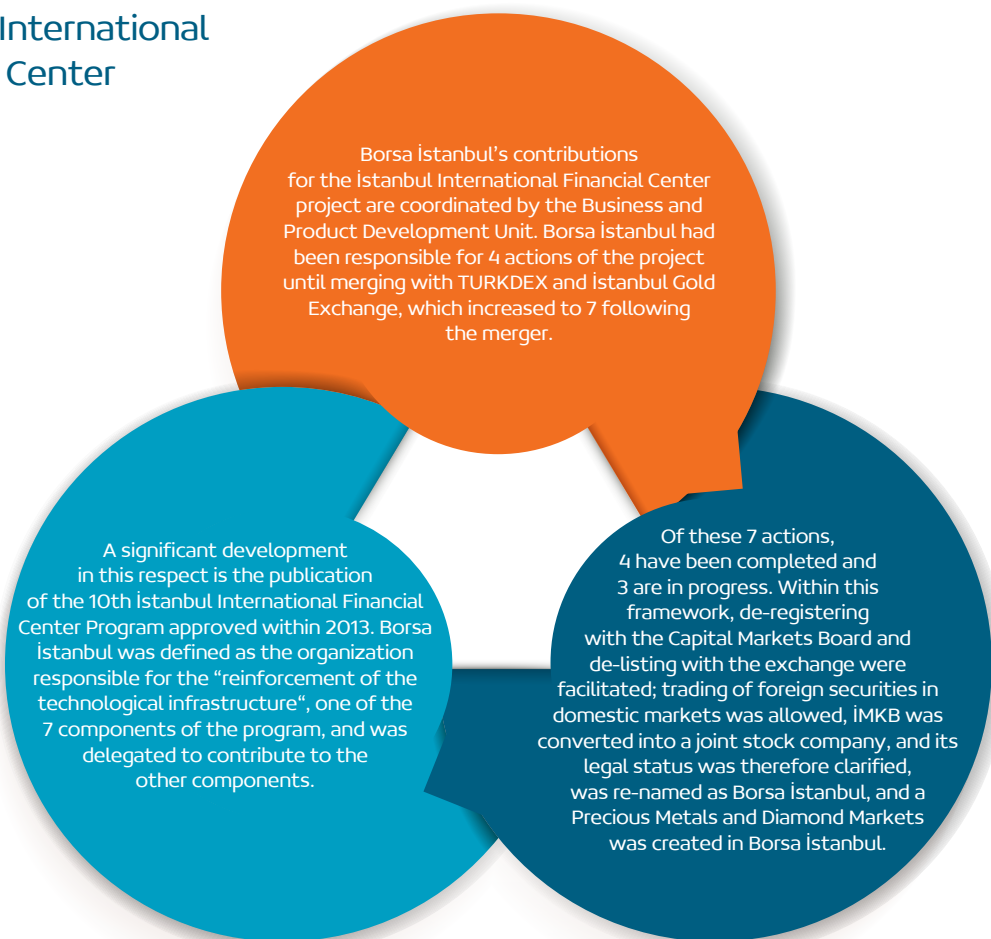 International
Center
Borsa İstanbul’s contributions
for the İstanbul International Financial Center
project are coordinated by the Business and
Product Development Unit. Borsa İstanbul had
been responsible for 4 actions of the project
until merging with TURKDEX and İstanbul Gold
Exchange, which increased to 7 following
the merger.
Of these 7 actions,
4 have been completed and
3 are in progress. Within this
framework, de-registering
with the Capital Markets Board and
de-listing with the exchange were
facilitated; trading of foreign securities in
domestic markets was allowed, İMKB was
converted into a joint stock company, and its
legal status was therefore clarified,
was re-named as Borsa İstanbul, and a
Precious Metals and Diamond Markets
was created in Borsa İstanbul.
A significant development
in this respect is the publication
of the 10th İstanbul International Financial
Center Program approved within 2013. Borsa
İstanbul was defined as the organization
responsible for the “reinforcement of the
technological infrastructure“, one of the
7 components of the program, and was
delegated to contribute to the
other components.